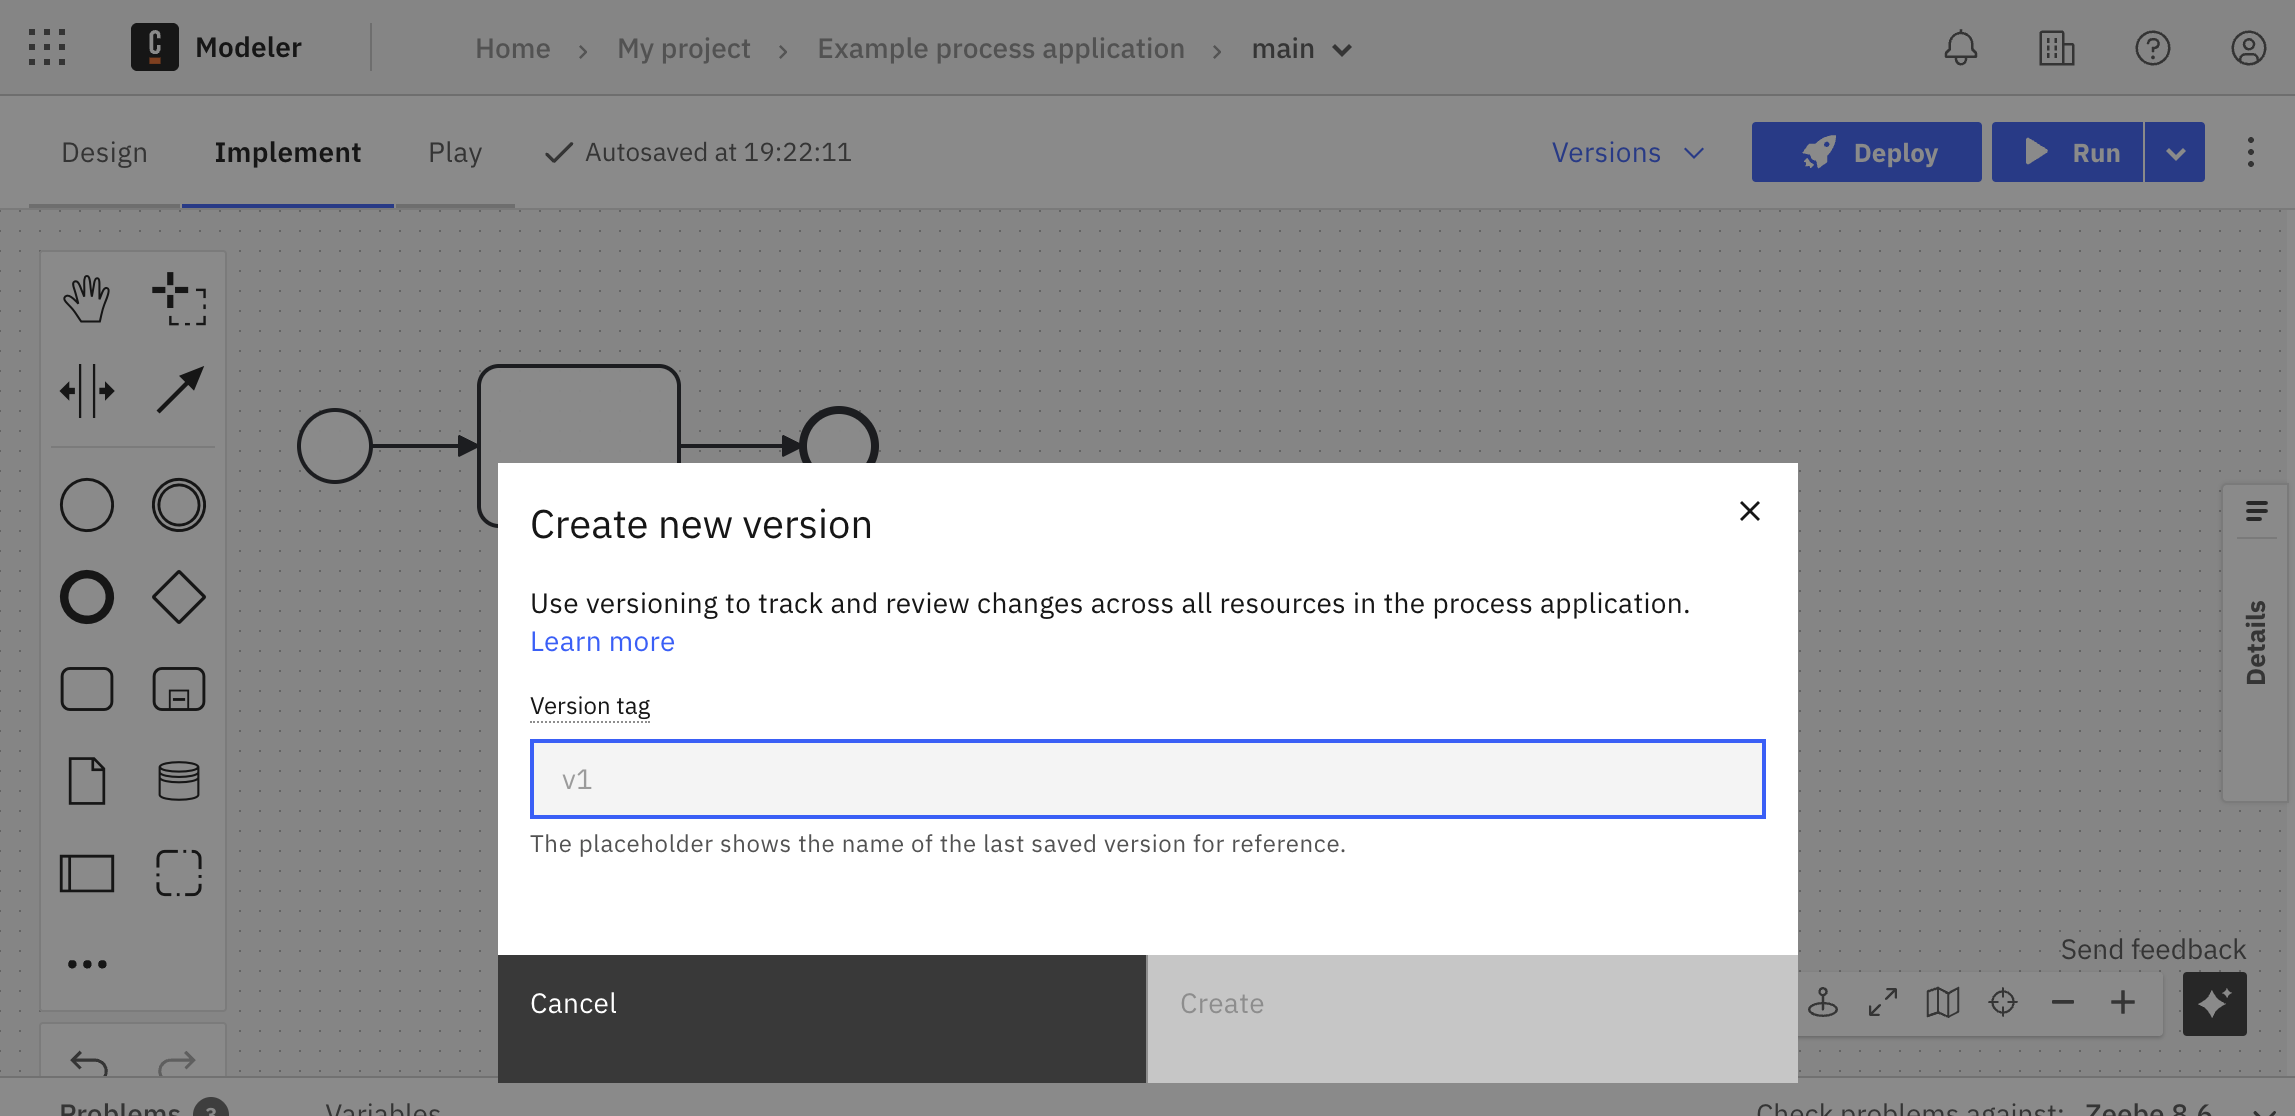 Modeler
Home > My project > Example process application > main
Design Implement Play Autosaved at 19:22:11 Versions Deploy Run
Create new version
Use versioning to track and review changes across all resources in the process application.
Learn more
Version tag
v1
The placeholder shows the name of the last saved version for reference.
Details
Send feedback
Cancel Create
Problems 3 Variables Check problems against: Zeebe 8.6